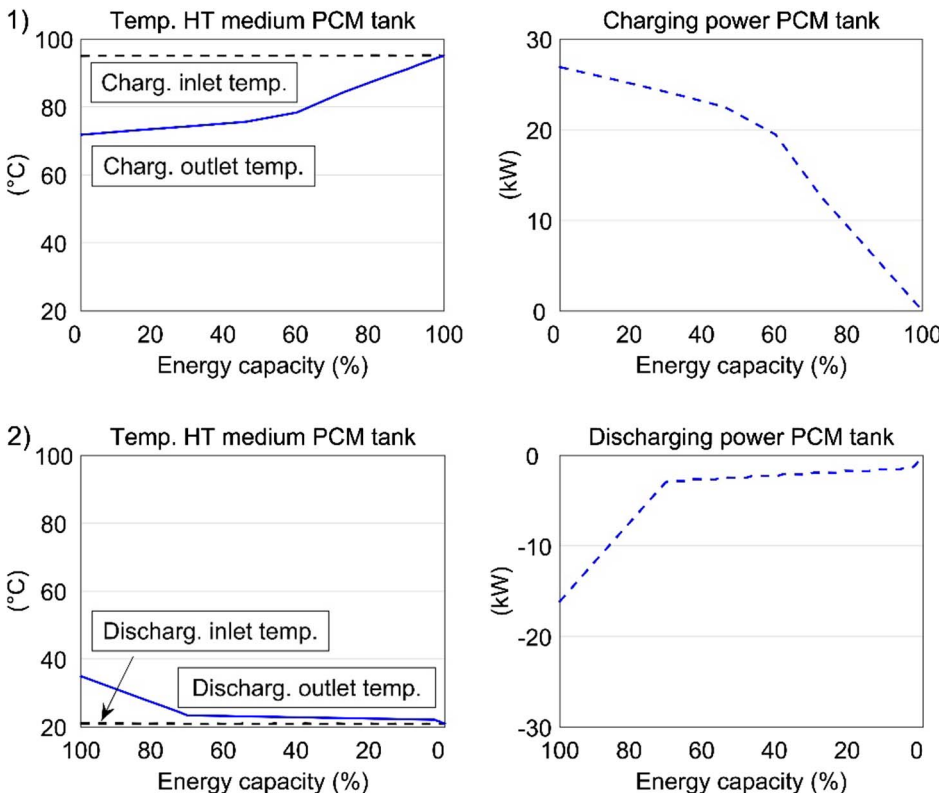 1)
Temp. HT medium PCM tank
100
80
60
40
20
(°C)
Charg. inlet temp.
Charg. outlet temp.
0 20 40 60 80 100
Energy capacity (%)
Charging power PCM tank
30
20
10
0
(kW)
0 20 40 60 80 100
Energy capacity (%)
2)
Temp. HT medium PCM tank
100
80
60
40
20
(°C)
Discharg. inlet temp.
Discharg. outlet temp.
100 80 60 40 20 0
Energy capacity (%)
Discharging power PCM tank
0
-10
-20
-30
(kW)
100 80 60 40 20 0
Energy capacity (%)